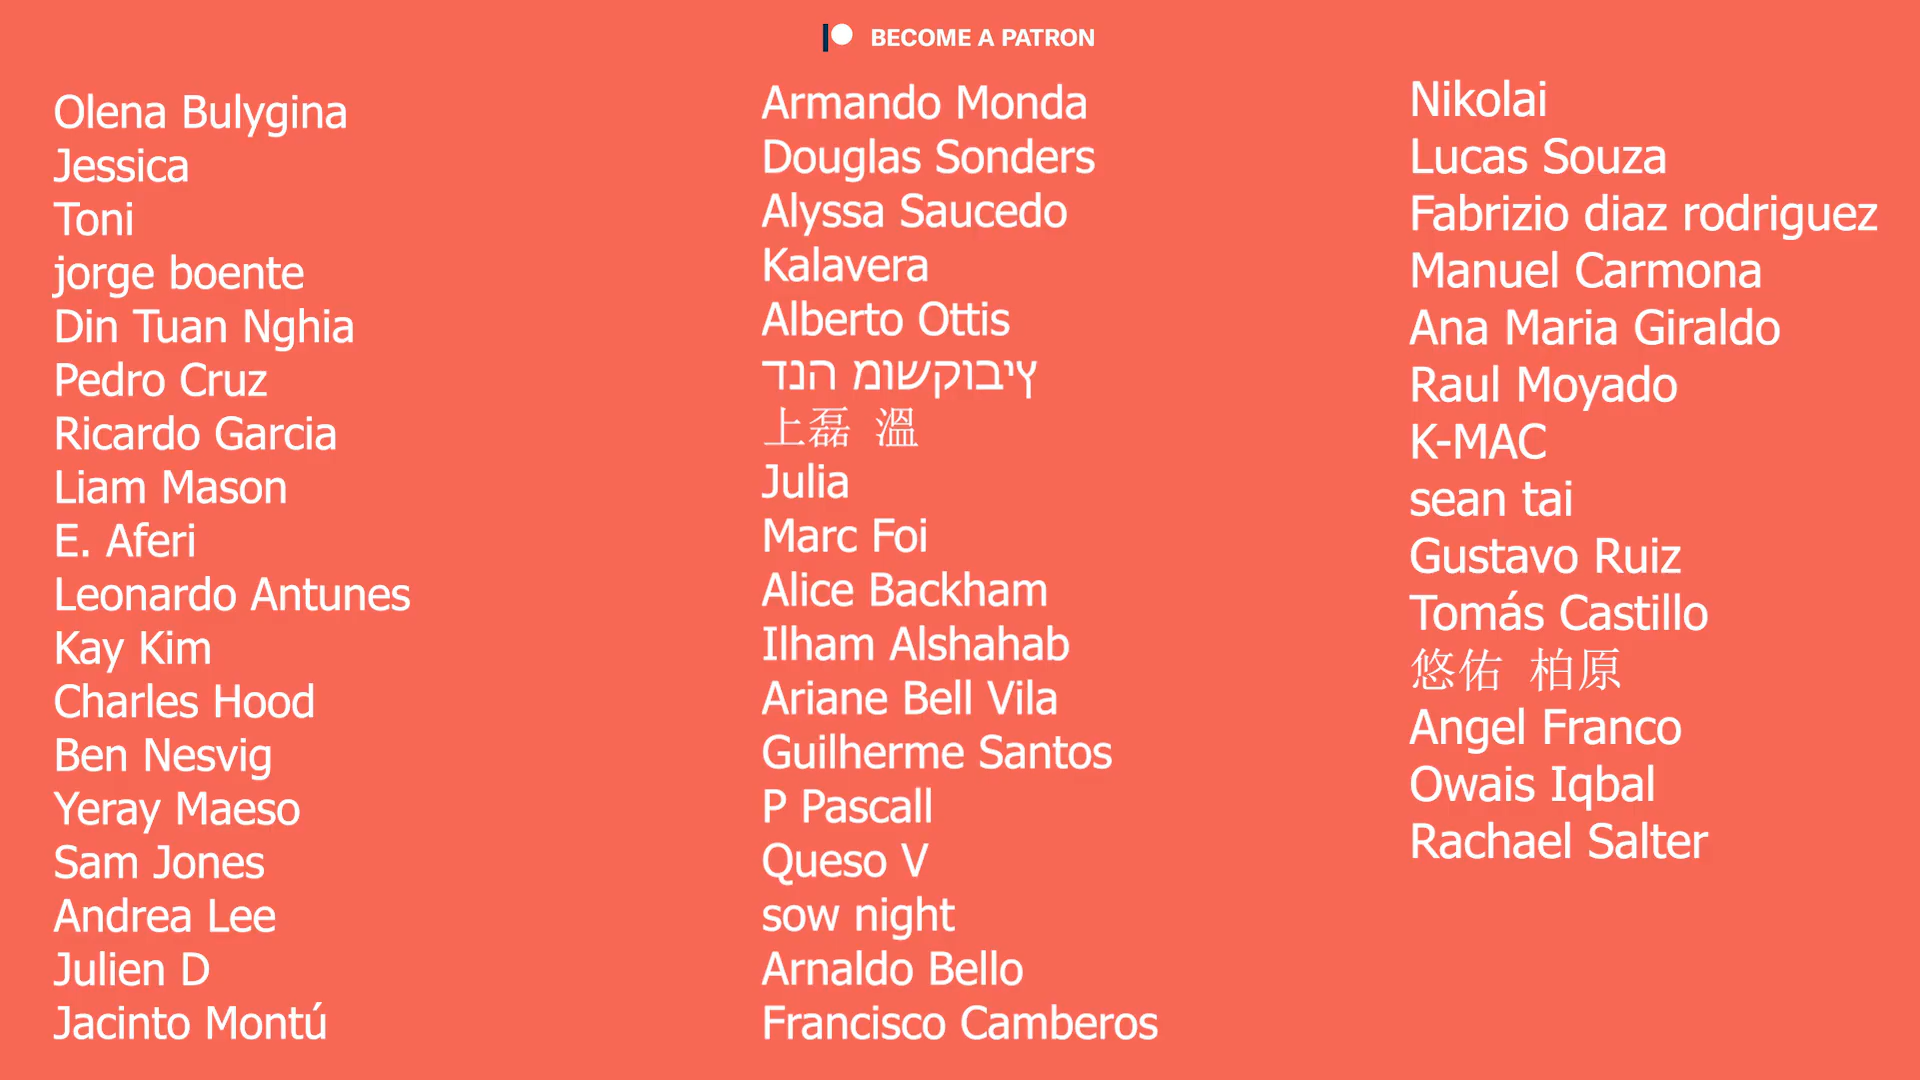 BECOME A PATRON
Olena Bulygina
Jessica
Toni
jorge boente
Din Tuan Nghia
Pedro Cruz
Ricardo Garcia
Liam Mason
E. Aferi
Leonardo Antunes
Kay Kim
Charles Hood
Ben Nesvig
Yeray Maeso
Sam Jones
Andrea Lee
Julien D
Jacinto Montú
Armando Monda
Douglas Sonders
Alyssa Saucedo
Kalavera
Alberto Ottis
דנה מושקוביץ
上磊 溫
Julia
Marc Foi
Alice Backham
Ilham Alshahab
Ariane Bell Vila
Guilherme Santos
P Pascall
Queso V
sow night
Arnaldo Bello
Francisco Camberos
Nikolai
Lucas Souza
Fabrizio diaz rodriguez
Manuel Carmona
Ana Maria Giraldo
Raul Moyado
K-MAC
sean tai
Gustavo Ruiz
Tomás Castillo
悠佑 柏原
Angel Franco
Owais Iqbal
Rachael Salter